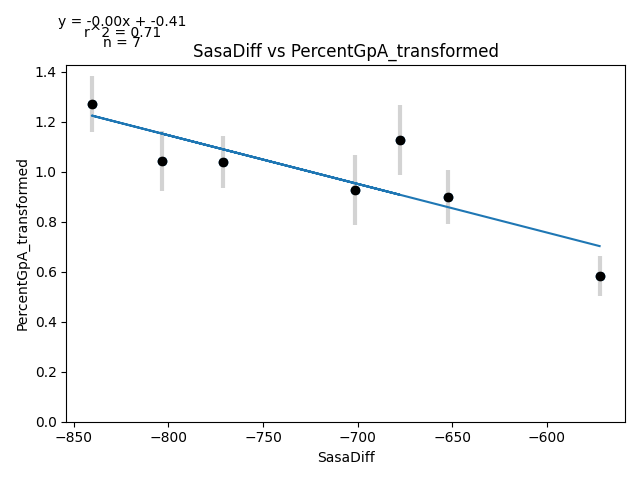 y = -0.00x + -0.41
r^2 = 0.71
n = 7
SasaDiff vs PercentGpA_transformed
1.4
1.2
1.0
0.8
0.6
0.4
0.2
0.0
PercentGpA_transformed
−850 −800 −750 −700 −650 −600
SasaDiff